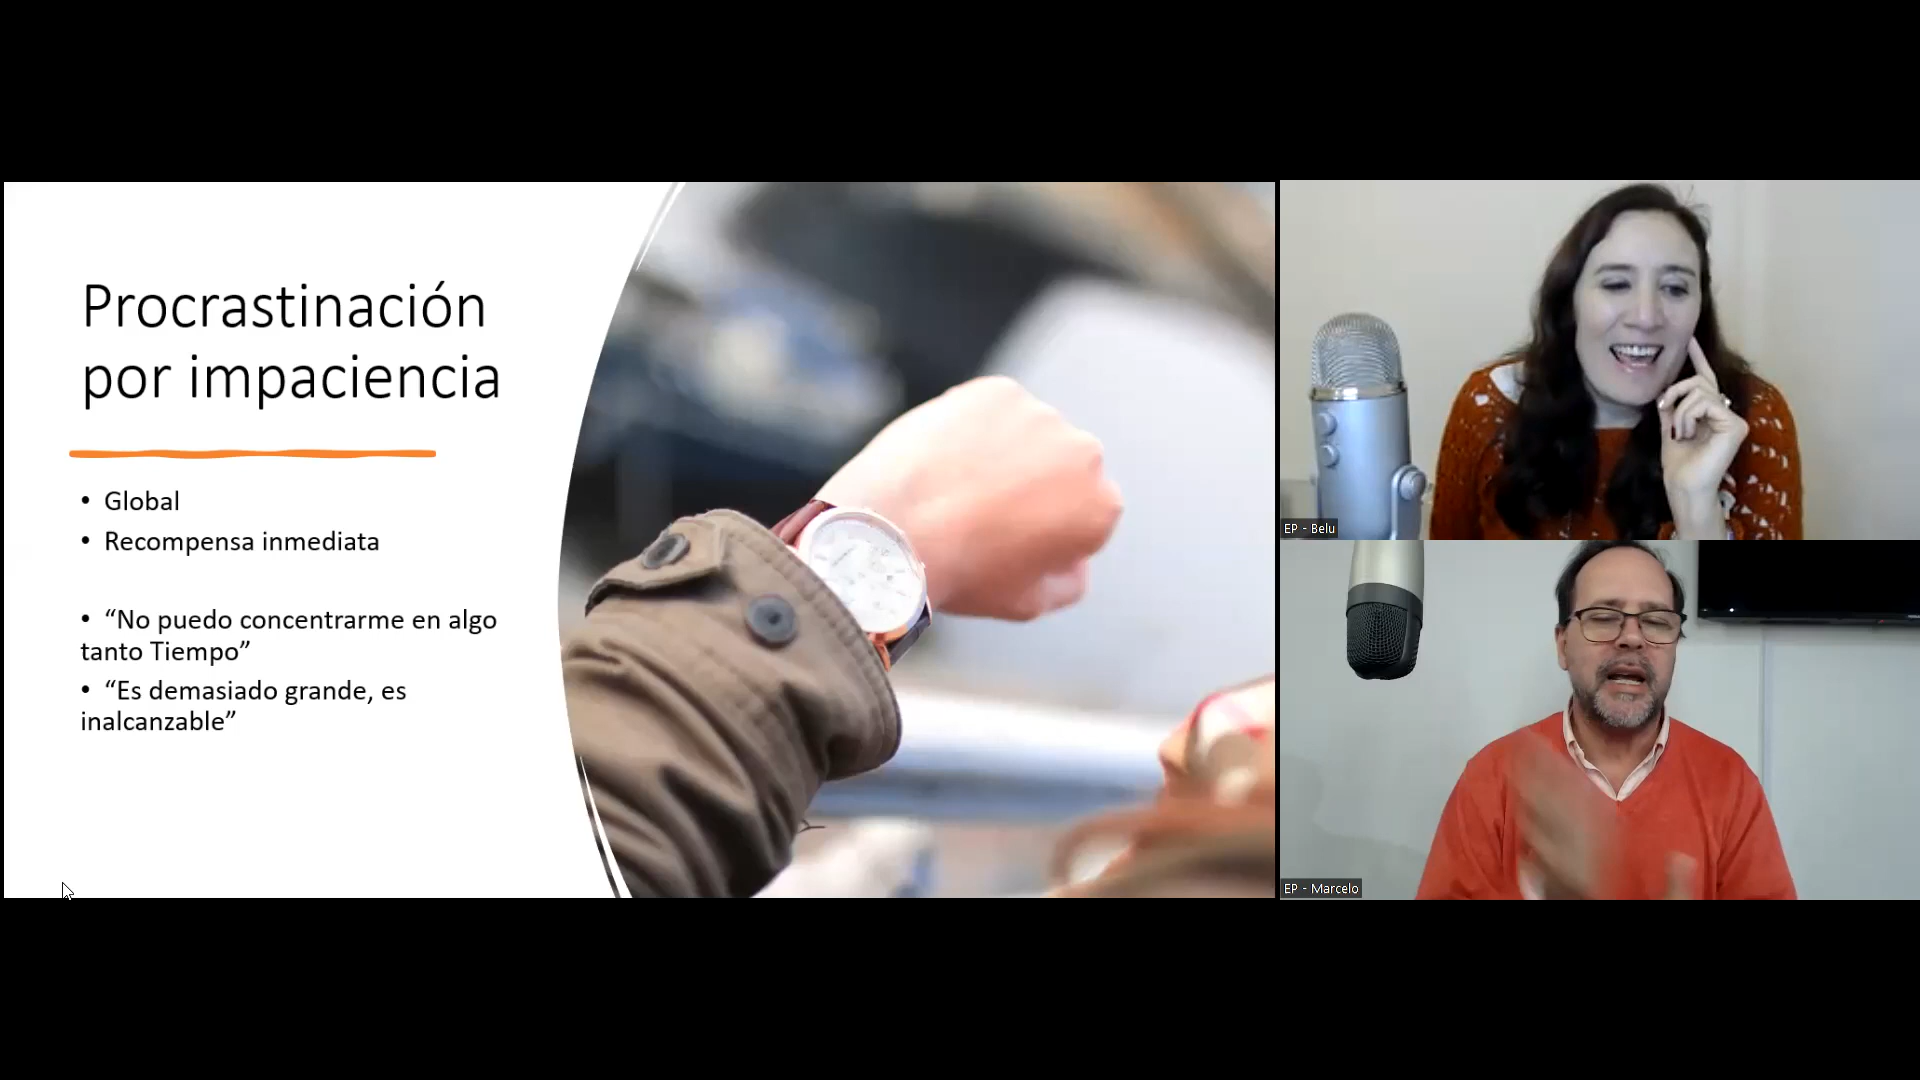 Procrastinación
por impaciencia
• Global
• Recompensa inmediata
• “No puedo concentrarme en algo
tanto Tiempo”
• “Es demasiado grande, es
inalcanzable”
EP - Belu
EP - Marcelo